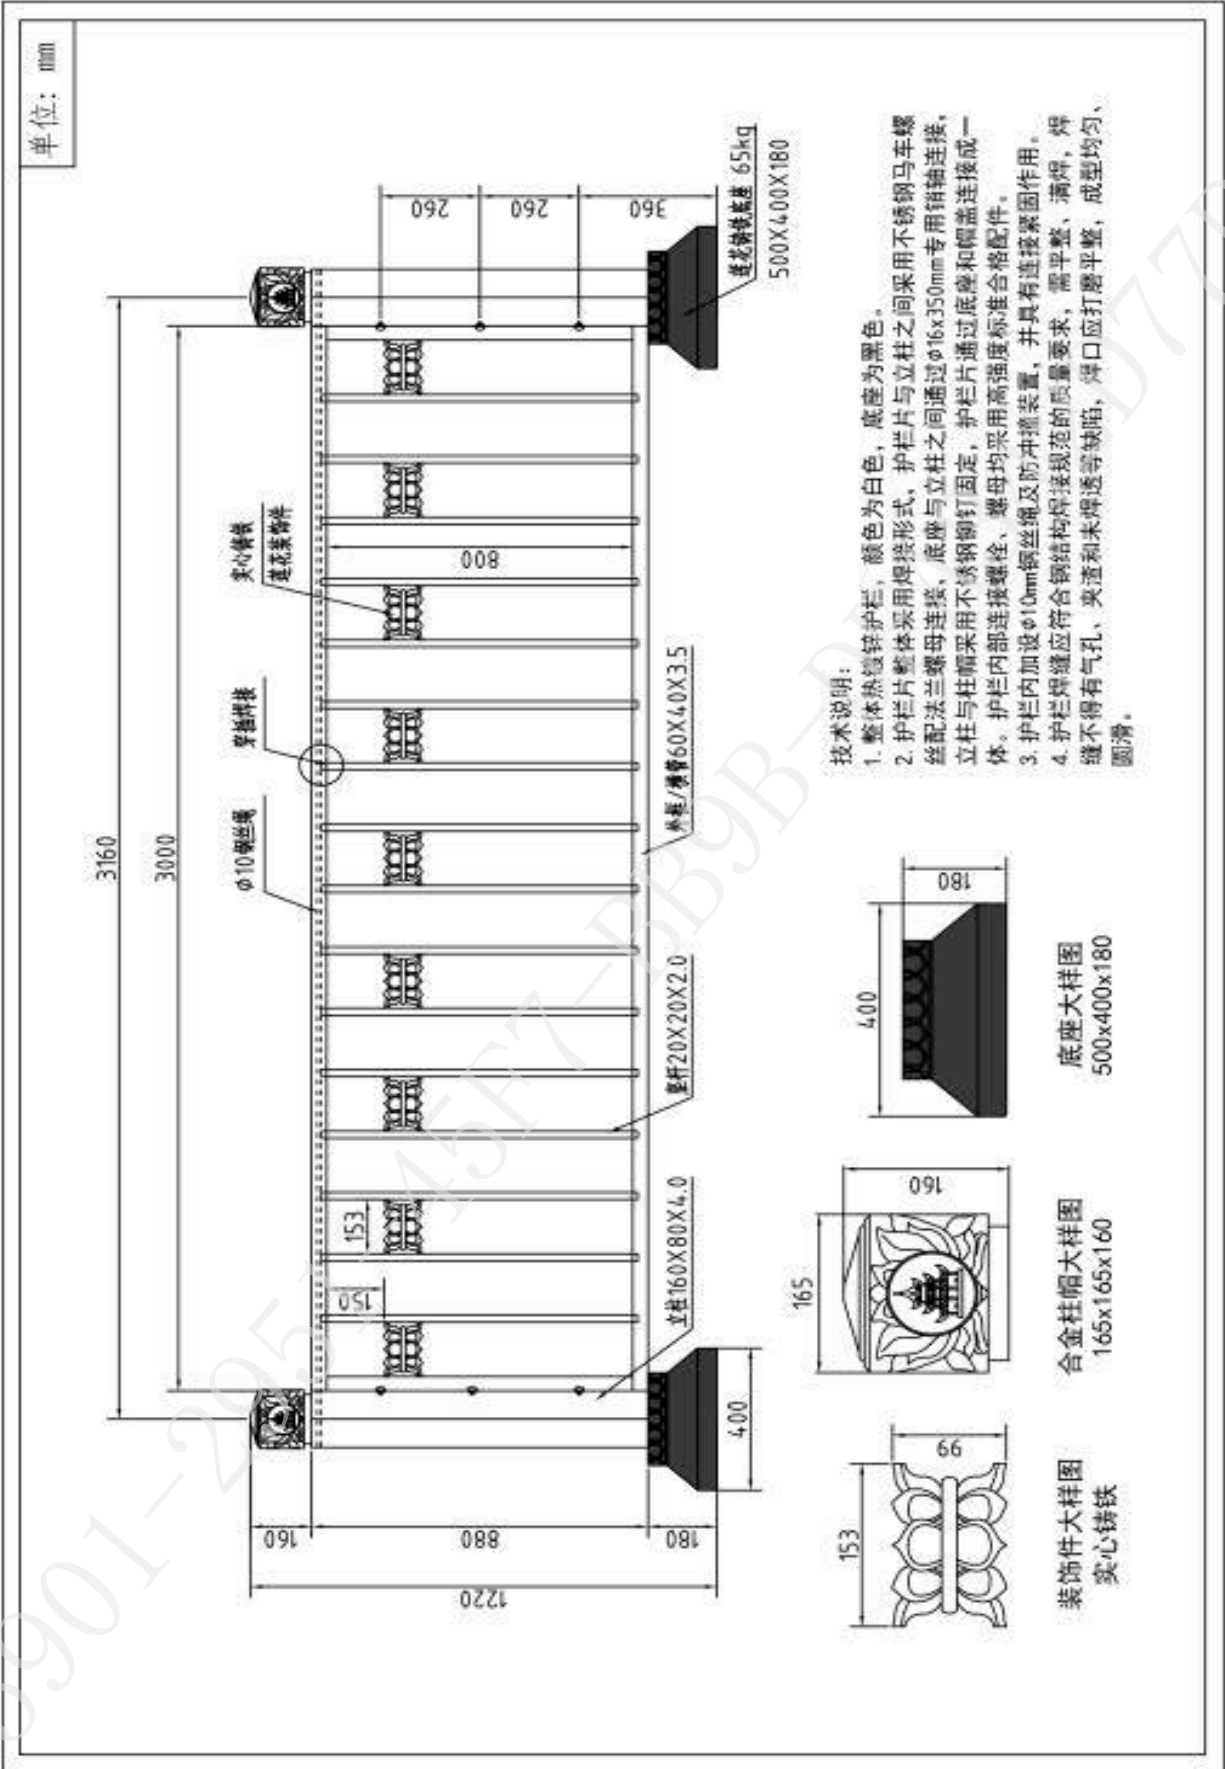 单位：mm
3160
3000
φ10钢丝绳
穿插焊接
实心铸铁
莲花装饰件
160
880
180
1220
150
153
800
260
260
360
400
立柱160X80X4.0
竖杆20X20X2.0
外框/横管60X40X3.5
莲花铸铁底座 65kg
500X400X180
153
99
装饰件大样图
实心铸铁
165
160
合金柱帽大样图
165x165x160
400
180
底座大样图
500x400x180
技术说明：
1. 整体热镀锌护栏，颜色为白色，底座为黑色。
2. 护栏片整体采用焊接形式，护栏片与立柱之间采用不锈钢马车螺
丝配法兰螺母连接，底座与立柱之间通过φ16x350mm专用销轴连接，
立柱与柱帽采用不锈钢铆钉固定，护栏片通过底座和帽盖连接成一
体。护栏内部连接螺栓、螺母均采用高强度标准合格配件。
3. 护栏内加设φ10mm钢丝绳及防冲撞装置，并具有连接紧固作用。
4. 护栏焊缝应符合钢结构焊接规范的质量要求，需平整、满焊，焊
缝不得有气孔、夹渣和未焊透等缺陷，焊口应打磨平整，成型均匀、
圆滑。